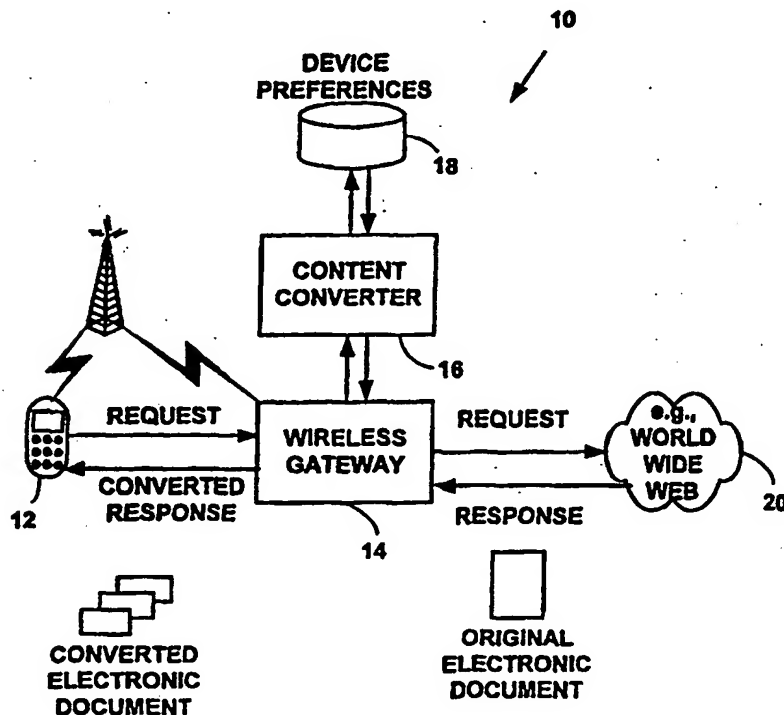 10
DEVICE
PREFERENCES
18
CONTENT
CONVERTER
16
REQUEST
WIRELESS
GATEWAY
REQUEST
e.g.,
WORLD
WIDE
WEB
CONVERTED
RESPONSE
RESPONSE
12
14
20
CONVERTED
ELECTRONIC
DOCUMENT
ORIGINAL
ELECTRONIC
DOCUMENT